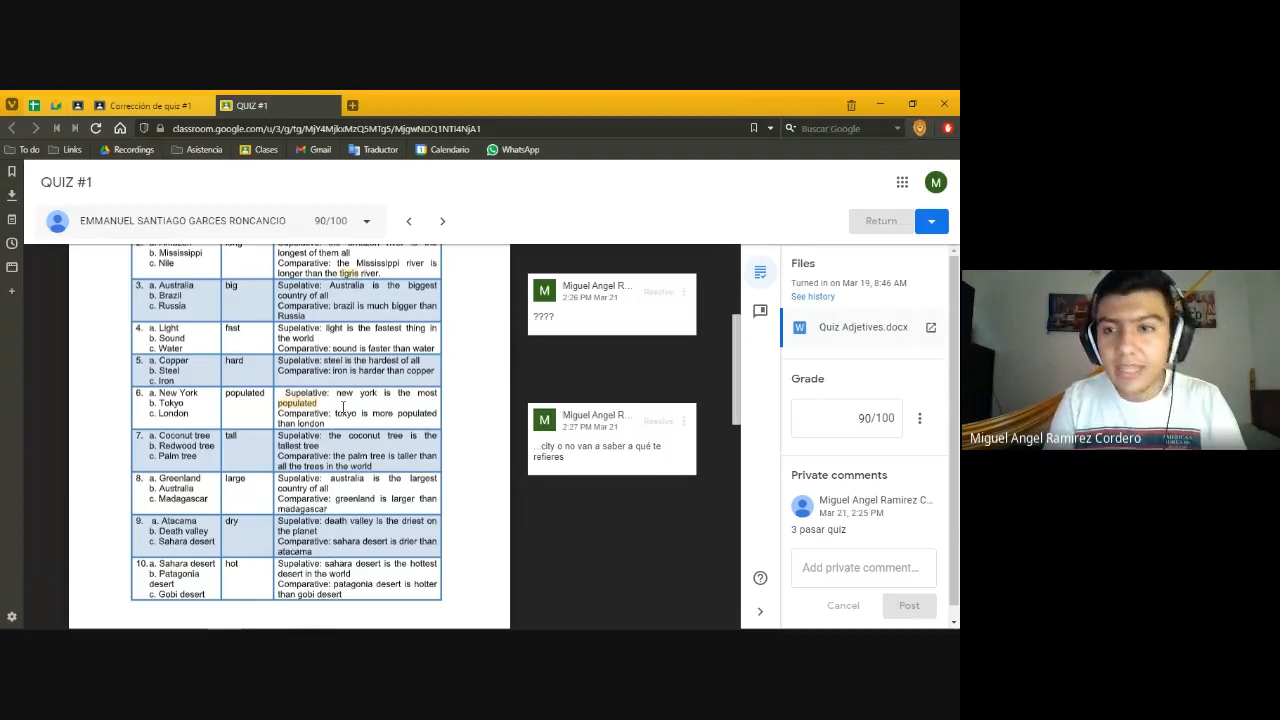 Corrección de quiz #1
QUIZ #1
classroom.google.com/u/3/g/tg/MjY4MjkxMzQ5MTg5/MjgwNDQ1NTI4NjA1
Buscar Google
To do Links Recordings Asistencia Clases Gmail Traductor Calendario WhatsApp
QUIZ #1
M
EMMANUEL SANTIAGO GARCES RONCANCIO 90/100
Return
b. Mississippi
c. Nile
longest of them all
Comparative: the Mississippi river is
longer than the tigris river.
3. a. Australia
b. Brazil
c. Russia
big
Supelative: Australia is the biggest
country of all
Comparative: brazil is much bigger than
Russia
4. a. Light
b. Sound
c. Water
fast
Supelative: light is the fastest thing in
the world
Comparative: sound is faster than water
5. a. Copper
b. Steel
c. Iron
hard
Supelative: steel is the hardest of all
Comparative: iron is harder than copper
6. a. New York
b. Tokyo
c. London
populated
Supelative: new york is the most
populated
Comparative: tokyo is more populated
than london
7. a. Coconut tree
b. Redwood tree
c. Palm tree
tall
Supelative: the coconut tree is the
tallest tree
Comparative: the palm tree is taller than
all the trees in the world
8. a. Greenland
b. Australia
c. Madagascar
large
Supelative: australia is the largest
country of all
Comparative: greenland is larger than
madagascar
9. a. Atacama
b. Death valley
c. Sahara desert
dry
Supelative: death valley is the driest on
the planet
Comparative: sahara desert is drier than
atacama
10. a. Sahara desert
b. Patagonia
desert
c. Gobi desert
hot
Supelative: sahara desert is the hottest
desert in the world
Comparative: patagonia desert is hotter
than gobi desert
M
Miguel Angel R...
2:26 PM Mar 21
Resolve
????
M
Miguel Angel R...
2:27 PM Mar 21
Resolve
...city o no van a saber a qué te
refieres
Files
Turned in on Mar 19, 8:46 AM
See history
Quiz Adjetives.docx
Grade
90/100
Private comments
Miguel Angel Ramirez C...
Mar 21, 2:25 PM
3 pasar quiz
Add private comment...
Cancel
Post
Miguel Angel Ramirez Cordero
AMERICA'S